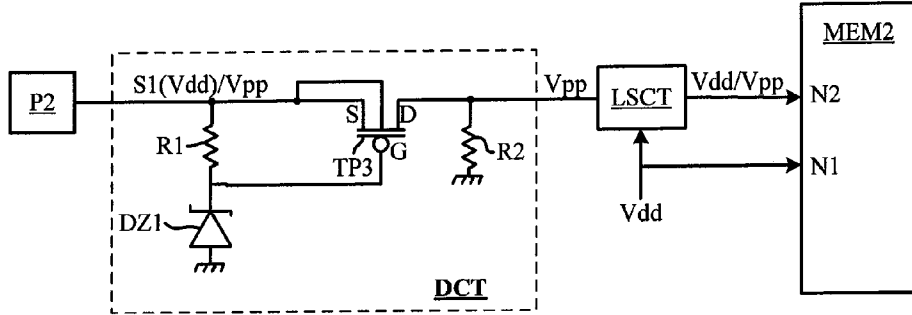 MEM2
P2
S1(Vdd)/Vpp
Vpp
LSCT
Vdd/Vpp
N2
S
D
R1
TP3
G
R2
N1
Vdd
DZ1
DCT